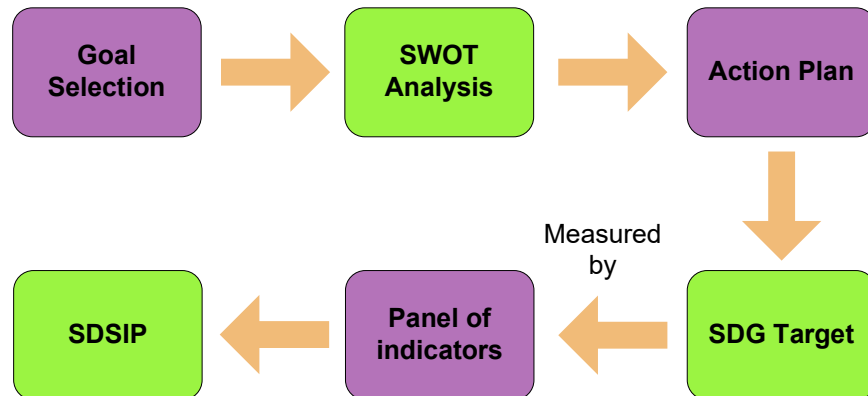 Goal
Selection
SWOT
Analysis
Action Plan
Measured
by
SDG Target
Panel of
indicators
SDSIP